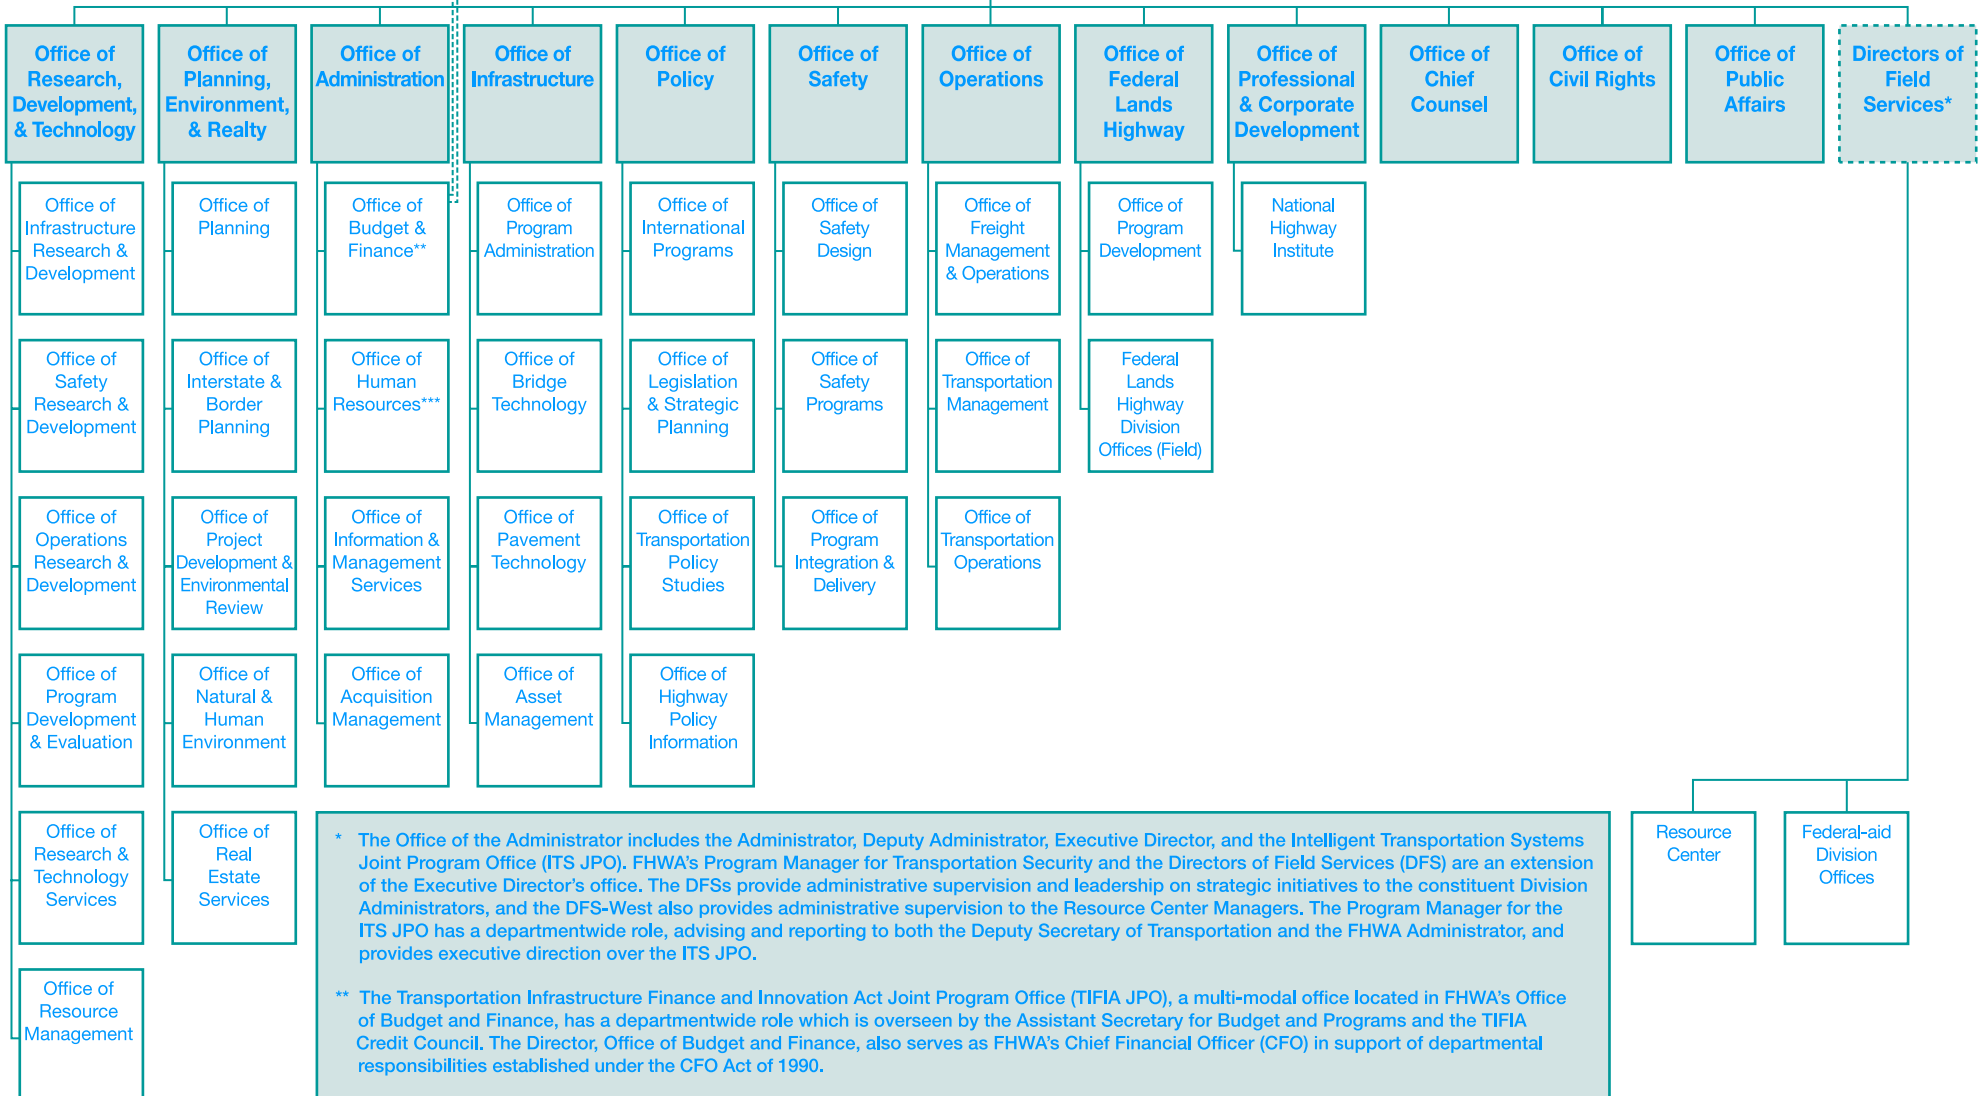 Office of
Research,
Development,
& Technology
Office of
Planning,
Environment,
& Realty
Office of
Administration
Office of
Infrastructure
Office of
Policy
Office of
Safety
Office of
Operations
Office of
Federal
Lands
Highway
Office of
Professional
& Corporate
Development
Office of
Chief
Counsel
Office of
Civil Rights
Office of
Public
Affairs
Directors of
Field
Services*
Office of
Infrastructure
Research &
Development
Office of
Planning
Office of
Budget &
Finance**
Office of
Program
Administration
Office of
International
Programs
Office of
Safety
Design
Office of
Freight
Management
& Operations
Office of
Program
Development
National
Highway
Institute
Office of
Safety
Research &
Development
Office of
Interstate &
Border
Planning
Office of
Human
Resources***
Office of
Bridge
Technology
Office of
Legislation
& Strategic
Planning
Office of
Safety
Programs
Office of
Transportation
Management
Federal
Lands
Highway
Division
Offices (Field)
Office of
Operations
Research &
Development
Office of
Project
Development &
Environmental
Review
Office of
Information &
Management
Services
Office of
Pavement
Technology
Office of
Transportation
Policy
Studies
Office of
Program
Integration &
Delivery
Office of
Transportation
Operations
Office of
Program
Development
& Evaluation
Office of
Natural &
Human
Environment
Office of
Acquisition
Management
Office of
Asset
Management
Office of
Highway
Policy
Information
Office of
Research &
Technology
Services
Office of
Real
Estate
Services
Resource
Center
Federal-aid
Division
Offices
Office of
Resource
Management
* The Office of the Administrator includes the Administrator, Deputy Administrator, Executive Director, and the Intelligent Transportation Systems
Joint Program Office (ITS JPO). FHWA's Program Manager for Transportation Security and the Directors of Field Services (DFS) are an extension
of the Executive Director's office. The DFSs provide administrative supervision and leadership on strategic initiatives to the constituent Division
Administrators, and the DFS-West also provides administrative supervision to the Resource Center Managers. The Program Manager for the
ITS JPO has a departmentwide role, advising and reporting to both the Deputy Secretary of Transportation and the FHWA Administrator, and
provides executive direction over the ITS JPO.
** The Transportation Infrastructure Finance and Innovation Act Joint Program Office (TIFIA JPO), a multi-modal office located in FHWA's Office
of Budget and Finance, has a departmentwide role which is overseen by the Assistant Secretary for Budget and Programs and the TIFIA
Credit Council. The Director, Office of Budget and Finance, also serves as FHWA's Chief Financial Officer (CFO) in support of departmental
responsibilities established under the CFO Act of 1990.